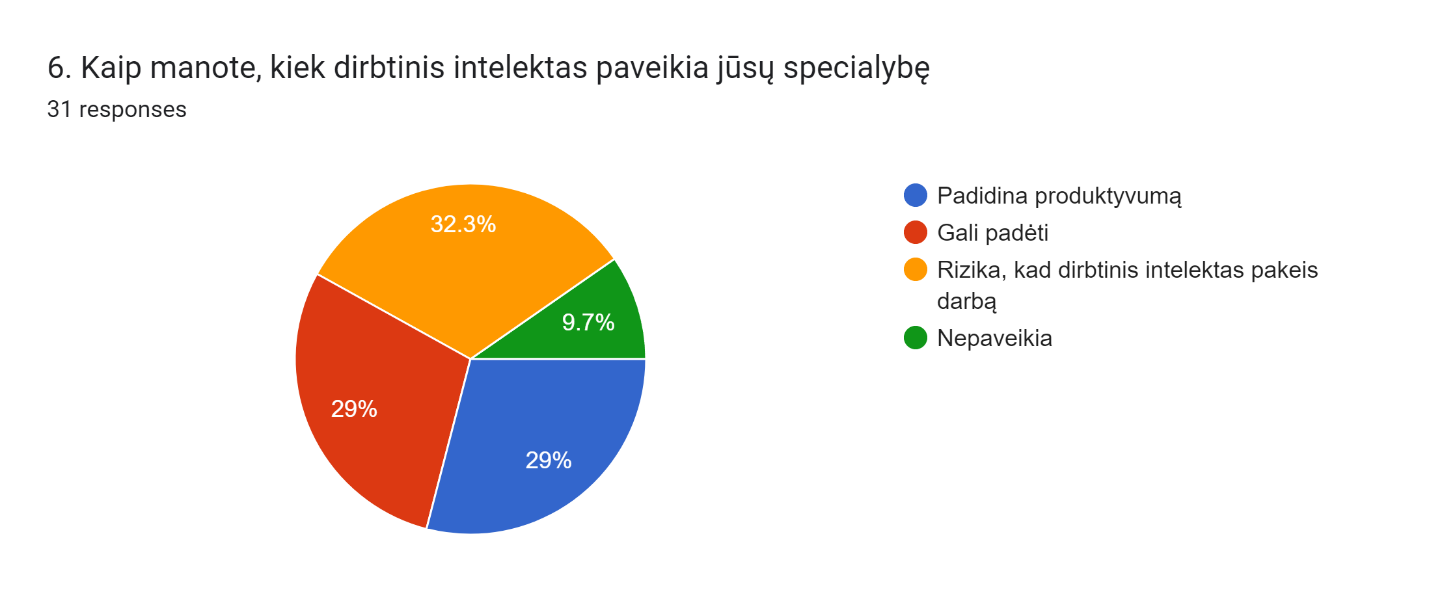 6. Kaip manote, kiek dirbtinis intelektas paveikia jūsų specialybę
31 responses
32.3%
9.7%
29%
29%
Padidina produktyvumą
Gali padėti
Rizika, kad dirbtinis intelektas pakeis
darbą
Nepaveikia